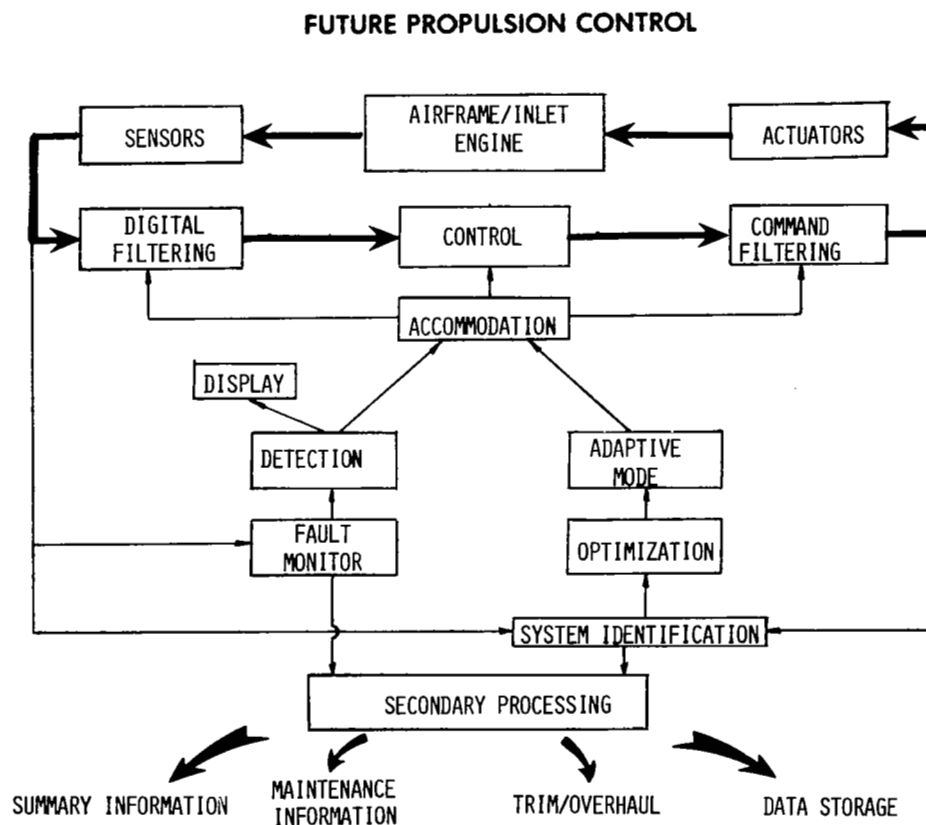 FUTURE PROPULSION CONTROL
SENSORS
AIRFRAME/INLET
ENGINE
ACTUATORS
DIGITAL
FILTERING
CONTROL
COMMAND
FILTERING
ACCOMMODATION
DISPLAY
DETECTION
ADAPTIVE
MODE
FAULT
MONITOR
OPTIMIZATION
SYSTEM IDENTIFICATION
SECONDARY PROCESSING
SUMMARY INFORMATION
MAINTENANCE
INFORMATION
TRIM/OVERHAUL
DATA STORAGE